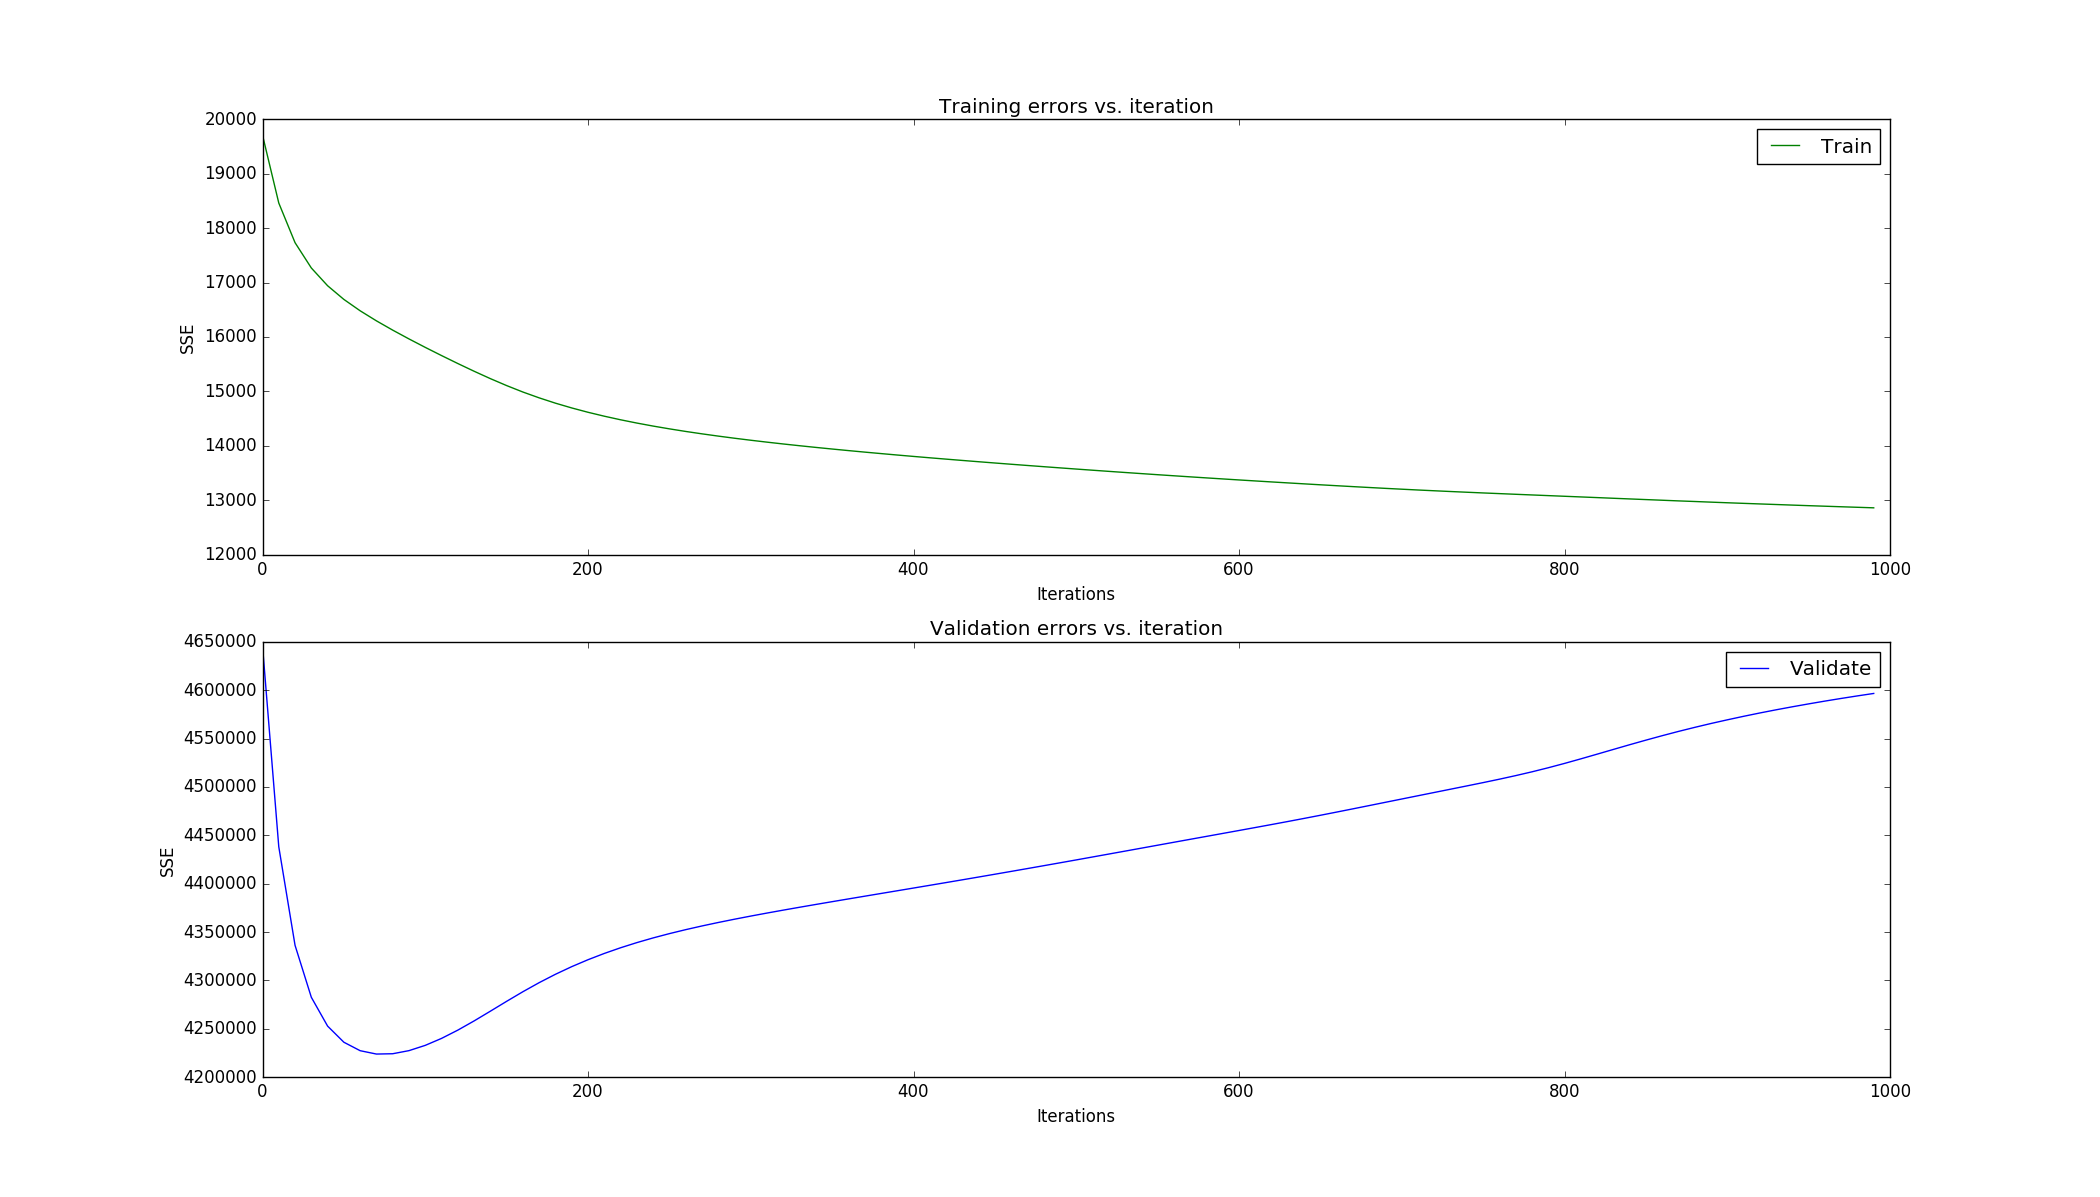 Training errors vs. iteration
20000
19000
18000
17000
16000
15000
14000
13000
12000
SSE
Train
0 200 400 600 800 1000
Iterations
Validation errors vs. iteration
4650000
4600000
4550000
4500000
4450000
4400000
4350000
4300000
4250000
4200000
SSE
Validate
0 200 400 600 800 1000
Iterations